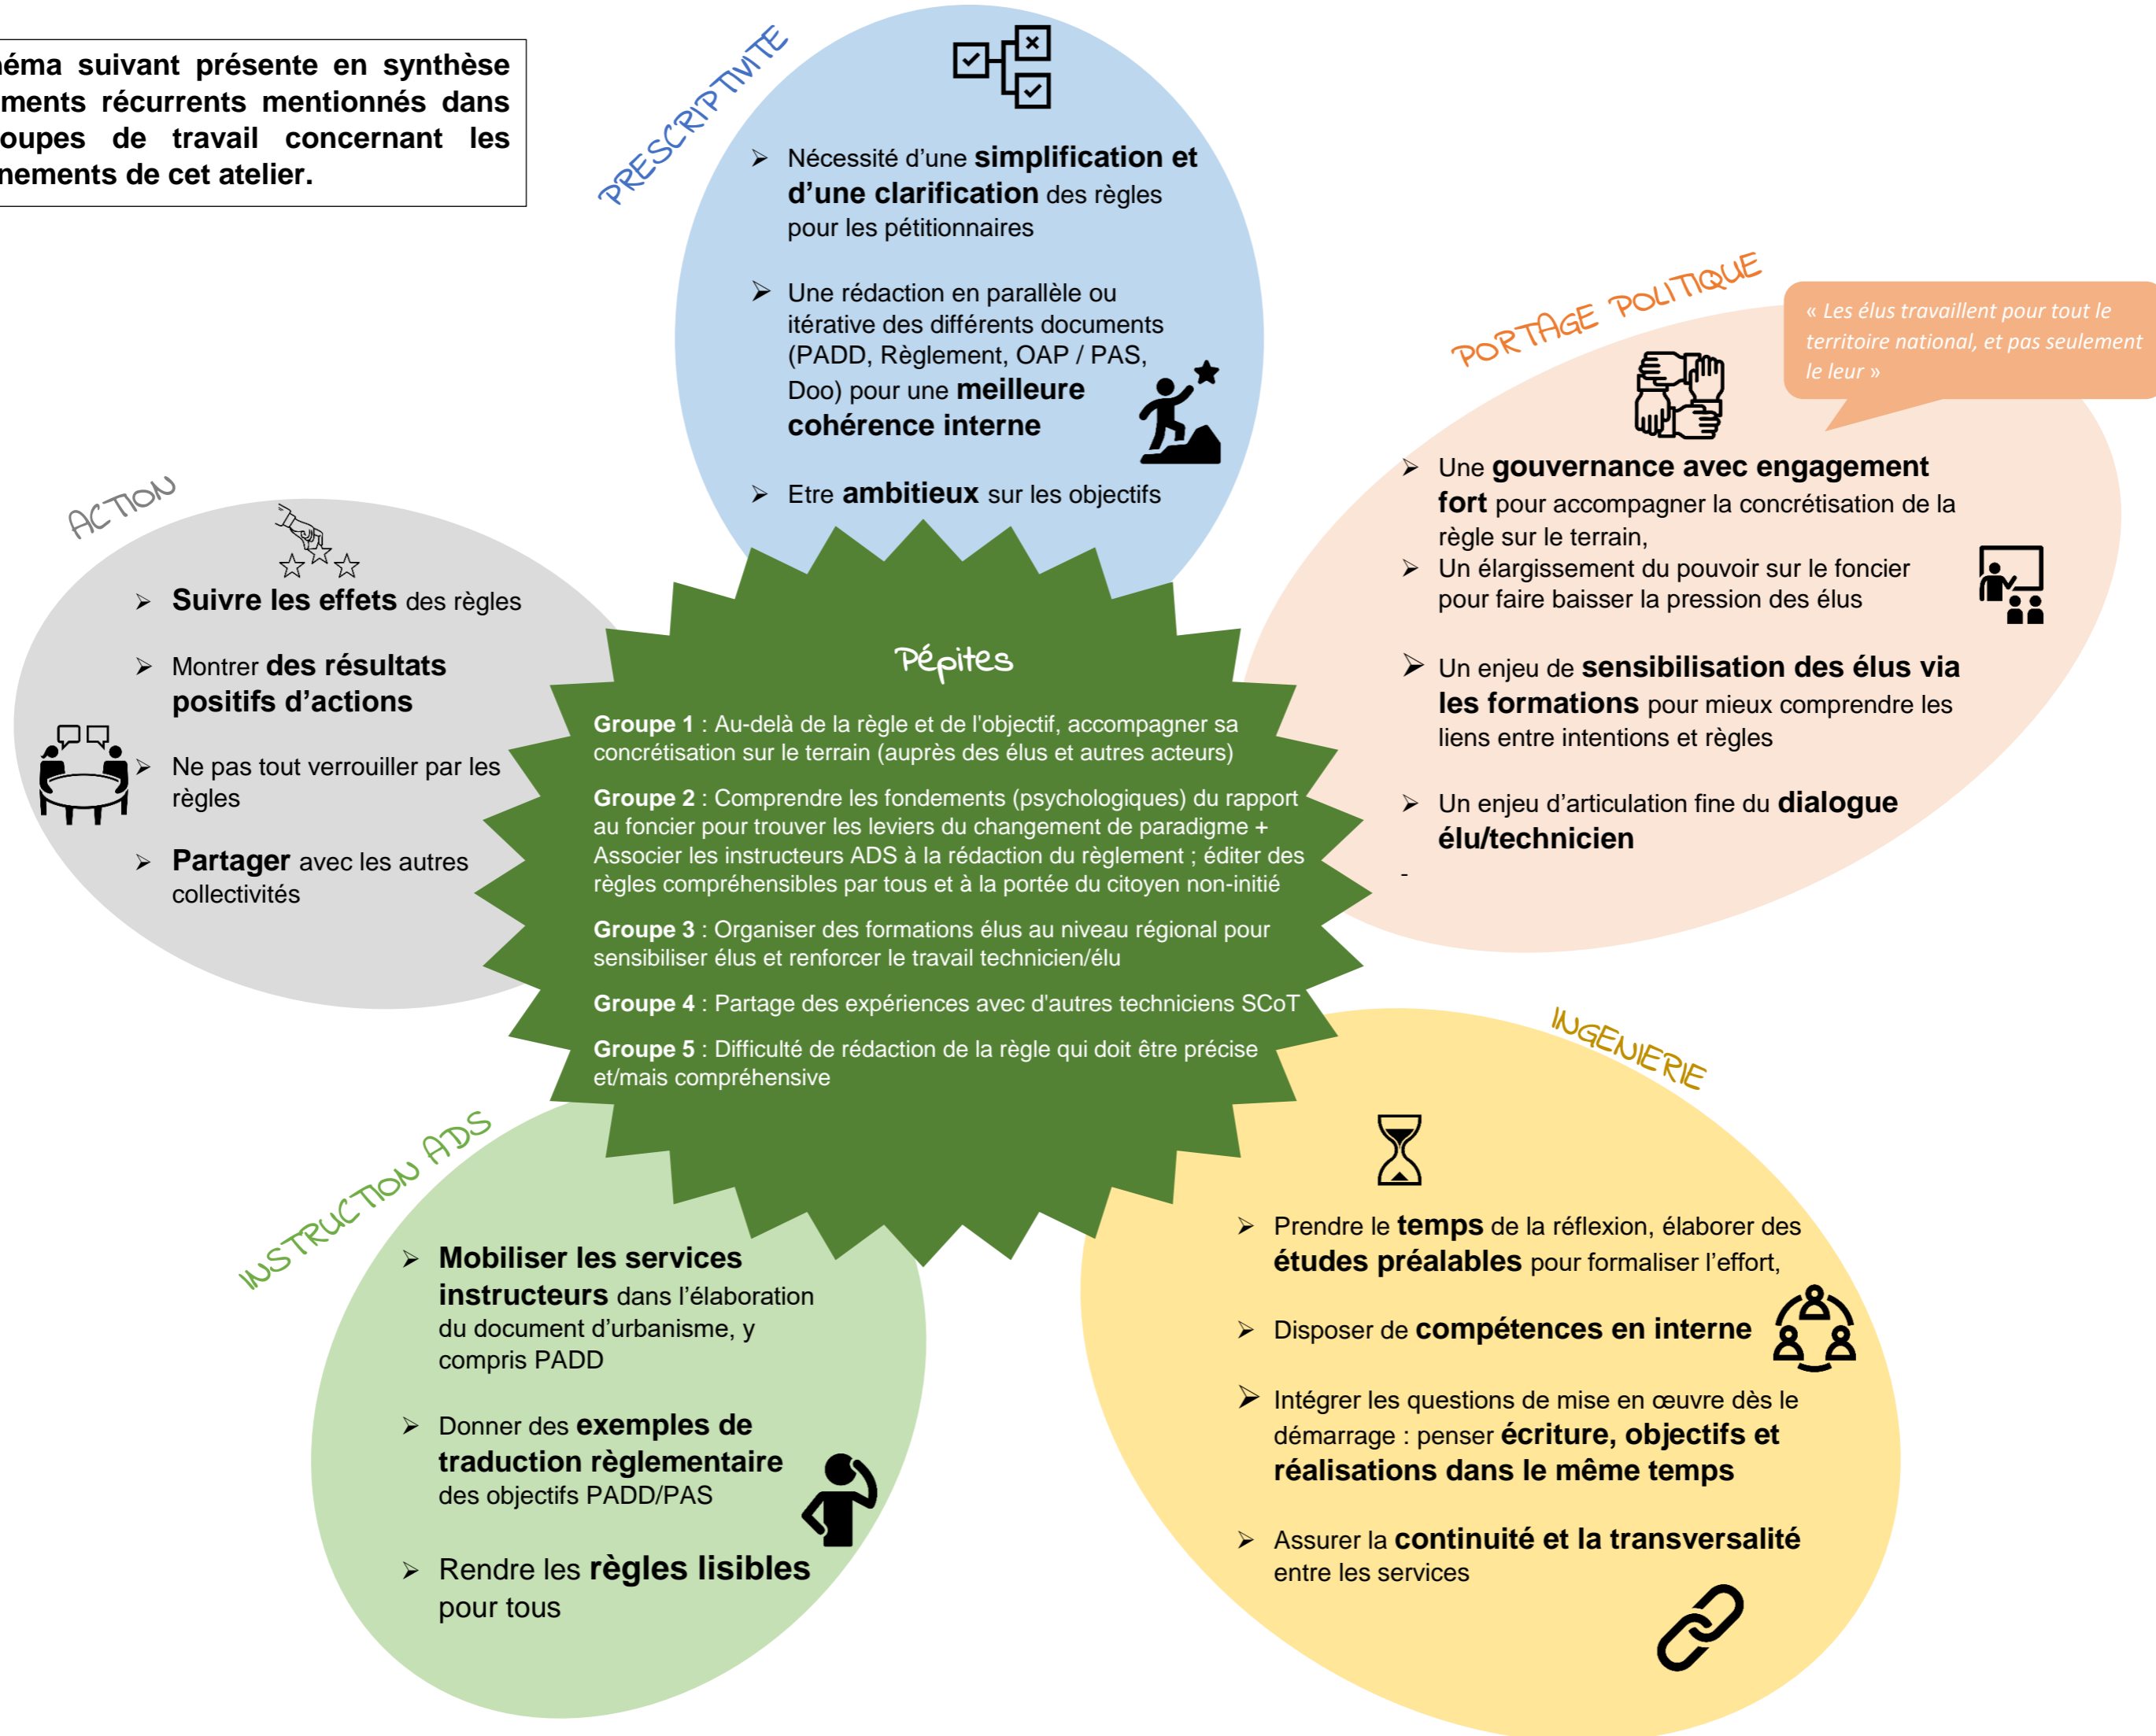 éma suivant présente en synthèse
ments récurrents mentionnés dans
oupes de travail concernant les
nements de cet atelier.
PRESCRIPTIVITE
➢ Nécessité d’une simplification et
d’une clarification des règles
pour les pétitionnaires
➢ Une rédaction en parallèle ou
itérative des différents documents
(PADD, Règlement, OAP / PAS,
Doo) pour une meilleure
cohérence interne
➢ Etre ambitieux sur les objectifs
PORTAGE POLITIQUE
« Les élus travaillent pour tout le
territoire national, et pas seulement
le leur »
➢ Une gouvernance avec engagement
fort pour accompagner la concrétisation de la
règle sur le terrain,
➢ Un élargissement du pouvoir sur le foncier
pour faire baisser la pression des élus
➢ Un enjeu de sensibilisation des élus via
les formations pour mieux comprendre les
liens entre intentions et règles
➢ Un enjeu d’articulation fine du dialogue
élu/technicien
-
ACTION
➢ Suivre les effets des règles
➢ Montrer des résultats
positifs d’actions
➢ Ne pas tout verrouiller par les
règles
➢ Partager avec les autres
collectivités
Pépites
Groupe 1 : Au-delà de la règle et de l'objectif, accompagner sa
concrétisation sur le terrain (auprès des élus et autres acteurs)
Groupe 2 : Comprendre les fondements (psychologiques) du rapport
au foncier pour trouver les leviers du changement de paradigme +
Associer les instructeurs ADS à la rédaction du règlement ; éditer des
règles compréhensibles par tous et à la portée du citoyen non-initié
Groupe 3 : Organiser des formations élus au niveau régional pour
sensibiliser élus et renforcer le travail technicien/élu
Groupe 4 : Partage des expériences avec d'autres techniciens SCoT
Groupe 5 : Difficulté de rédaction de la règle qui doit être précise
et/mais compréhensive
INSTRUCTION ADS
➢ Mobiliser les services
instructeurs dans l’élaboration
du document d’urbanisme, y
compris PADD
➢ Donner des exemples de
traduction règlementaire
des objectifs PADD/PAS
➢ Rendre les règles lisibles
pour tous
INGENIERIE
➢ Prendre le temps de la réflexion, élaborer des
études préalables pour formaliser l’effort,
➢ Disposer de compétences en interne
➢ Intégrer les questions de mise en œuvre dès le
démarrage : penser écriture, objectifs et
réalisations dans le même temps
➢ Assurer la continuité et la transversalité
entre les services